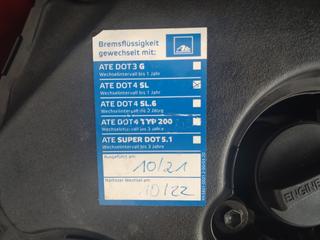 Bremsflüssigkeit
gewechselt mit:
ATE
ATE DOT 3 G
Wechselintervall bis 1 Jahr
ATE DOT 4 SL
Wechselintervall bis 1 Jahr
ATE DOT 4 SL.6
Wechselintervall bis 2 Jahre
ATE DOT 4 TYP 200
Wechselintervall bis 3 Jahre
ATE SUPER DOT 5.1
Wechselintervall bis 3 Jahre
Ausgeführt am:
10/21
Nächster Wechsel am:
10/22
ENGINE